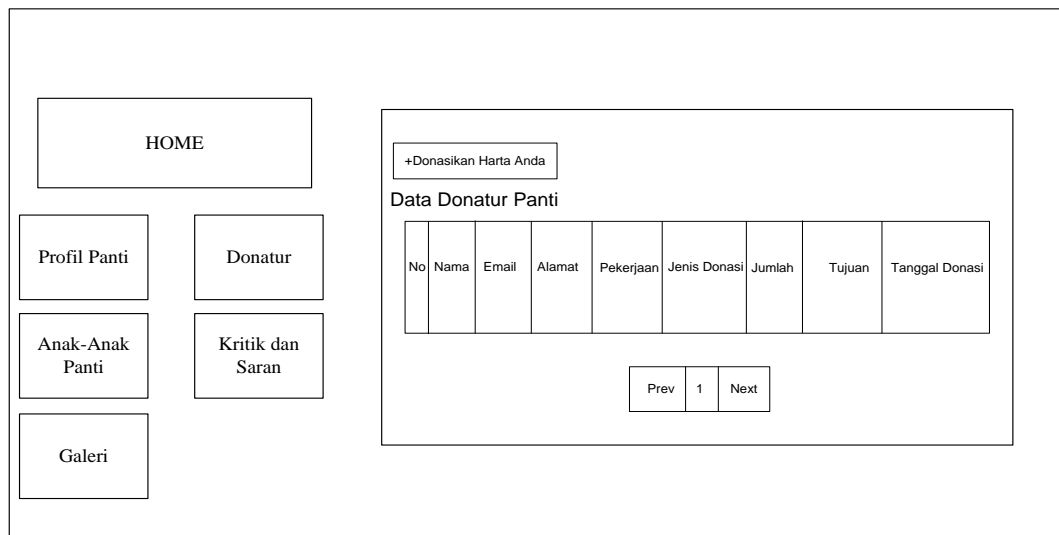 HOME
Profil Panti
Donatur
Anak-Anak
Panti
Kritik dan
Saran
Galeri
+Donasikan Harta Anda
Data Donatur Panti
No Nama Email Alamat Pekerjaan Jenis Donasi Jumlah Tujuan Tanggal Donasi
Prev 1 Next